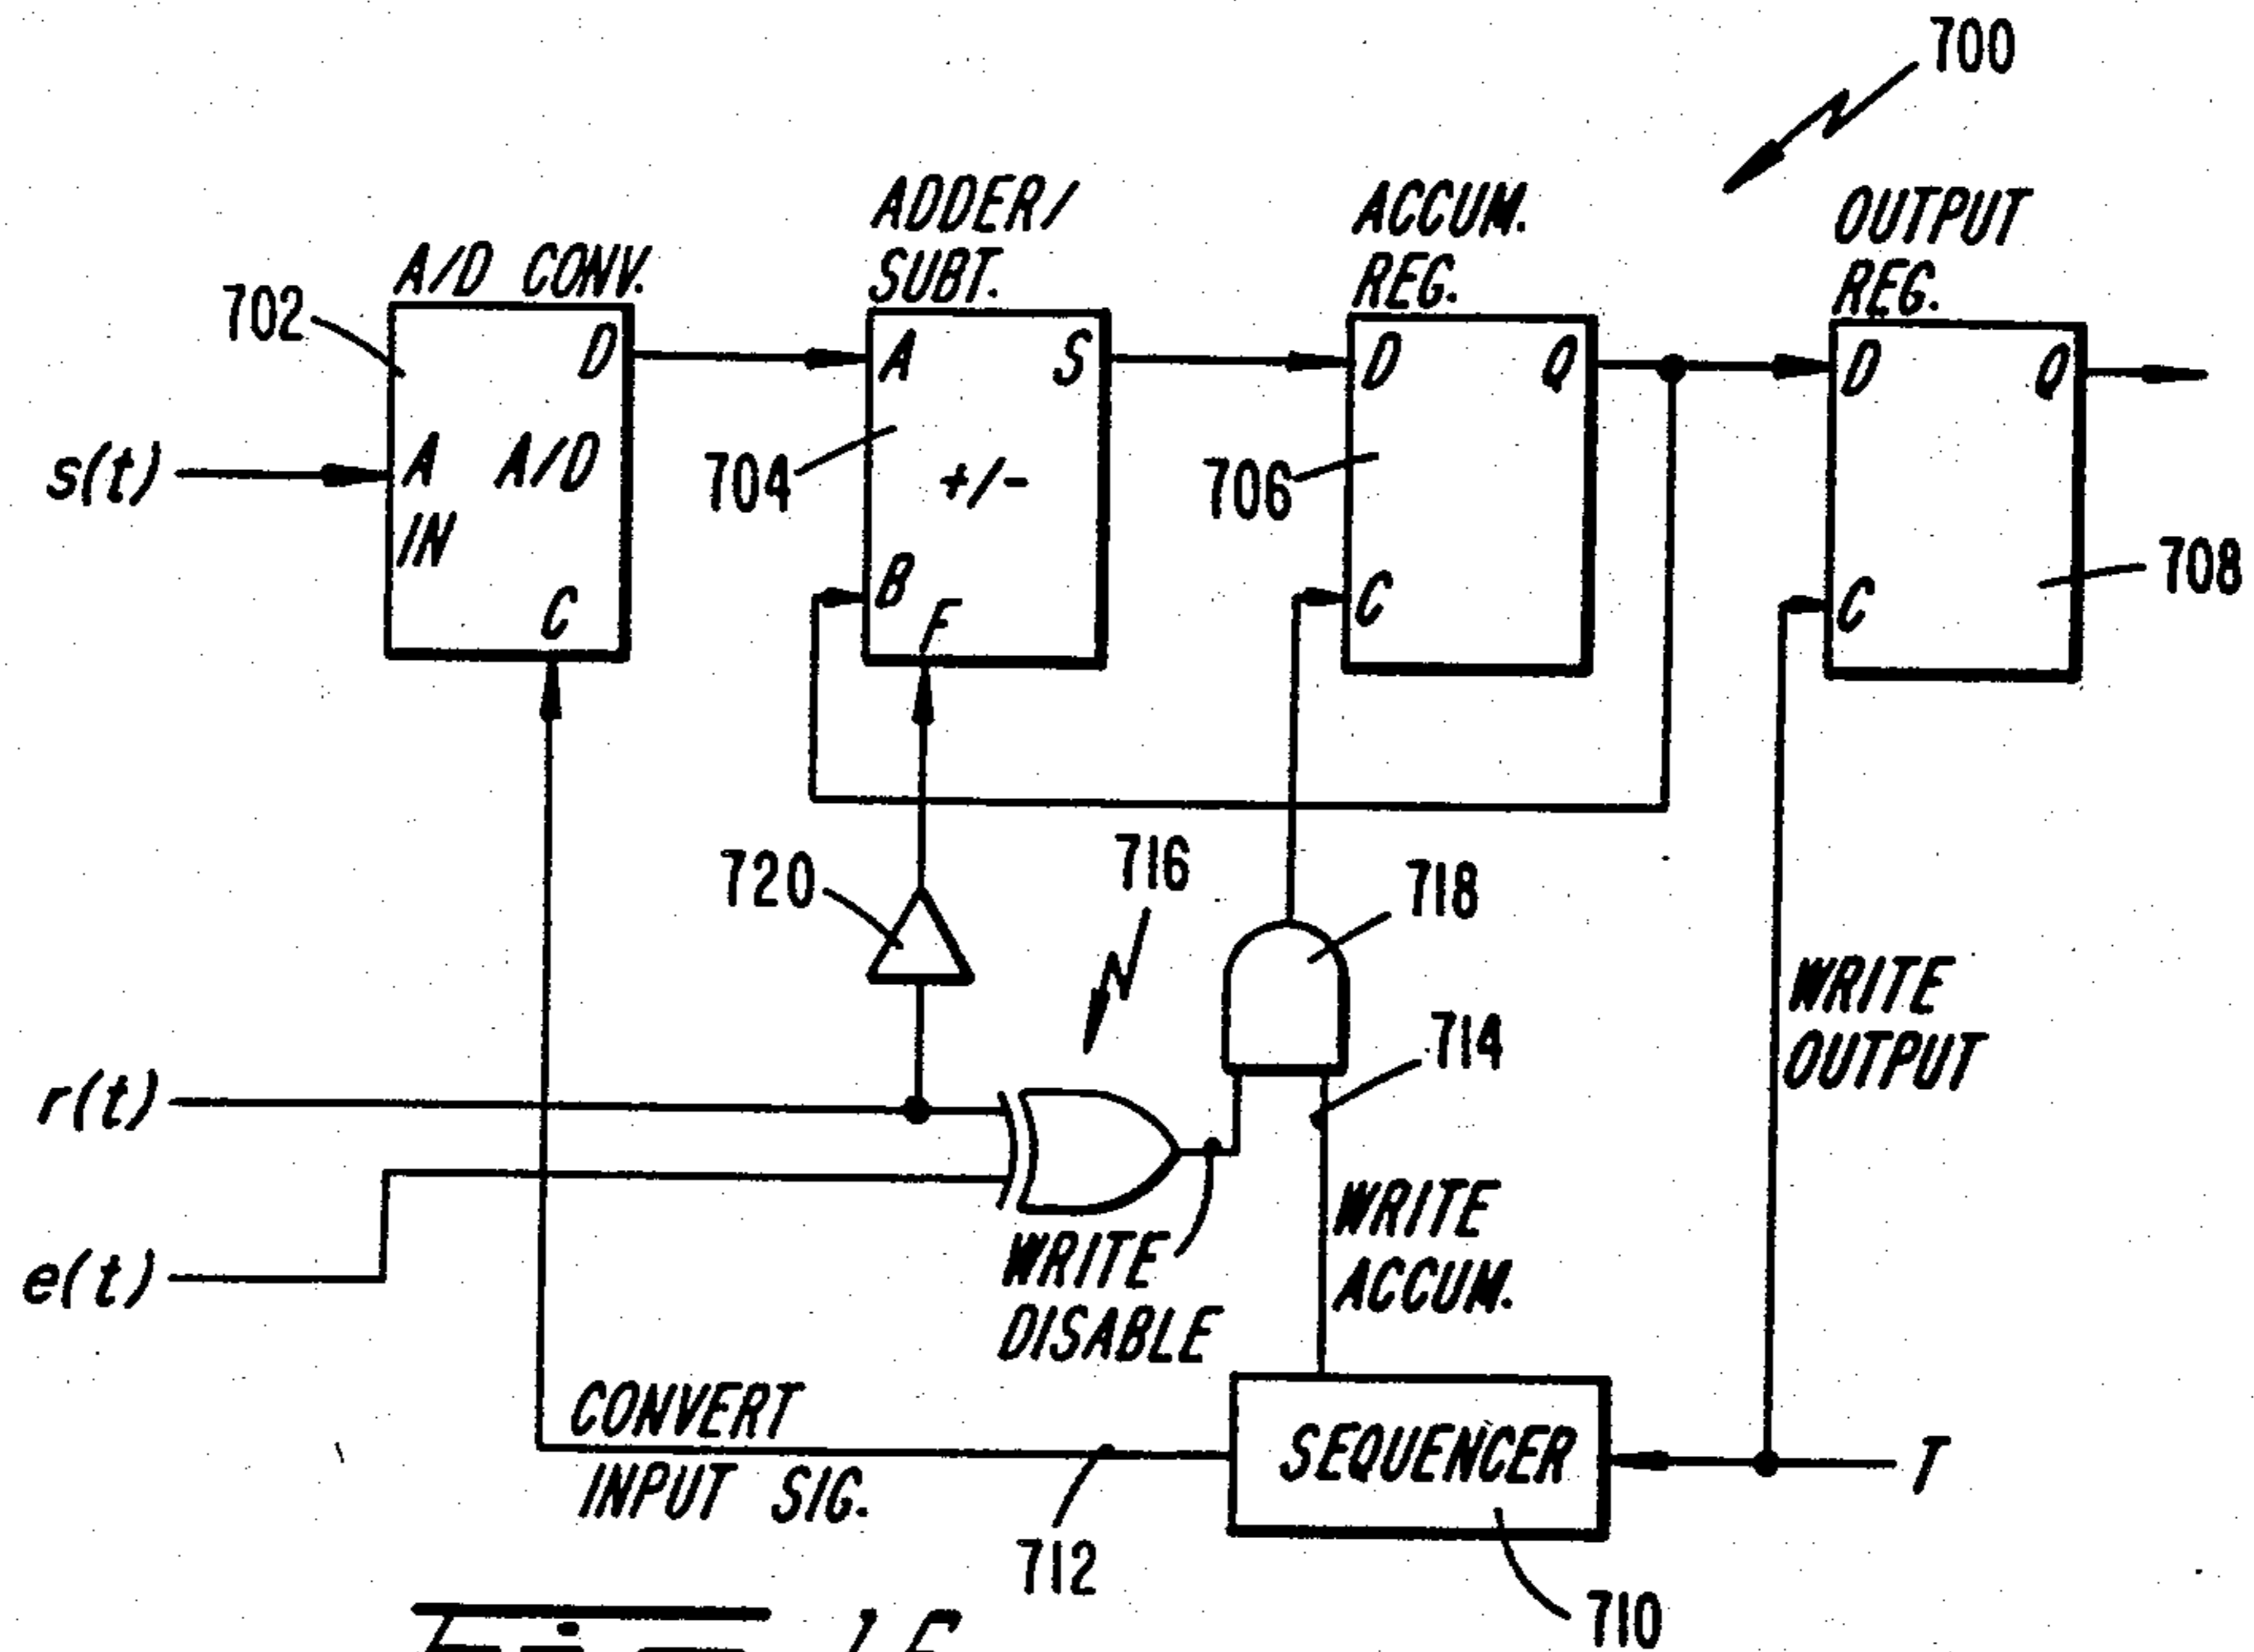 700
A/D CONV.
ADDER/
SUBT.
ACCUM.
REG.
OUTPUT
REG.
702
D
A
S
D
Q
D
Q
s(t)
A
IN
A/D
704
+/-
706
708
C
B
F
C
C
720
716
718
714
WRITE
OUTPUT
r(t)
e(t)
WRITE
DISABLE
WRITE
ACCUM.
CONVERT
INPUT SIG.
712
SEQUENCER
T
710